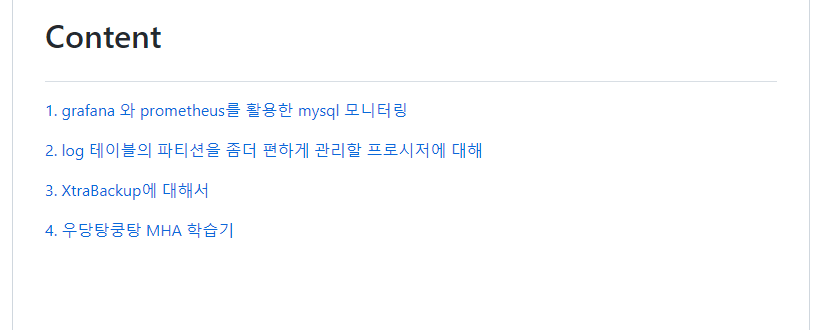 Content
1. grafana 와 prometheus를 활용한 mysql 모니터링
2. log 테이블의 파티션을 좀더 편하게 관리할 프로시저에 대해
3. XtraBackup에 대해서
4. 우당탕쿵탕 MHA 학습기